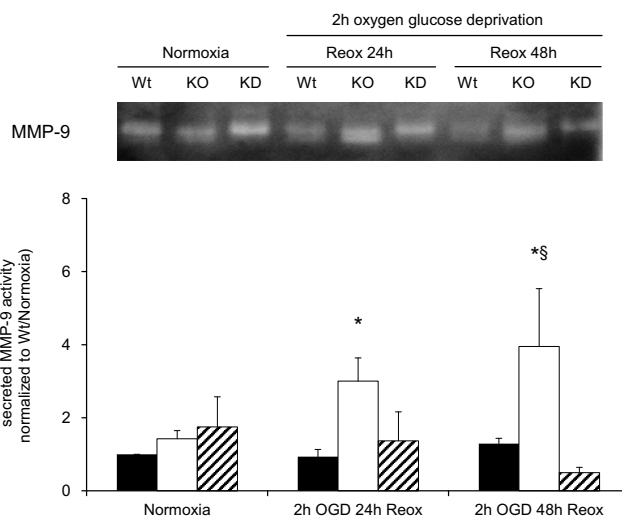 2h oxygen glucose deprivation
Normoxia Reox 24h Reox 48h
Wt KO KD Wt KO KD Wt KO KD
MMP-9
secreted MMP-9 activity
normalized to Wt/Normoxia)
8
6
4
2
0
*
*§
Normoxia 2h OGD 24h Reox 2h OGD 48h Reox